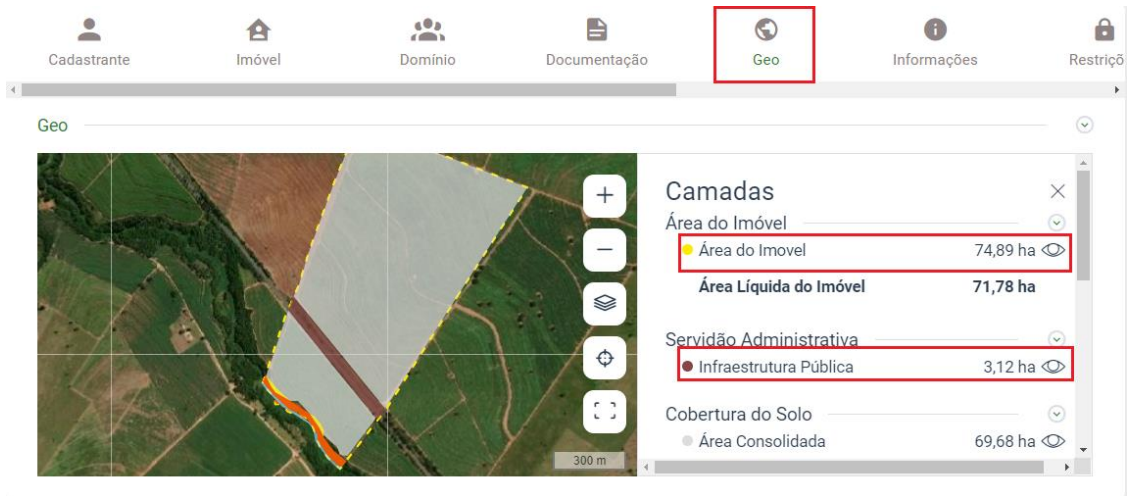 Cadastrante Imóvel Domínio Documentação Geo Informações Restriçõ
Geo
Camadas
Área do Imóvel
Área do Imovel 74,89 ha
Área Líquida do Imóvel 71,78 ha
Servidão Administrativa
Infraestrutura Pública 3,12 ha
Cobertura do Solo
Área Consolidada 69,68 ha
300 m